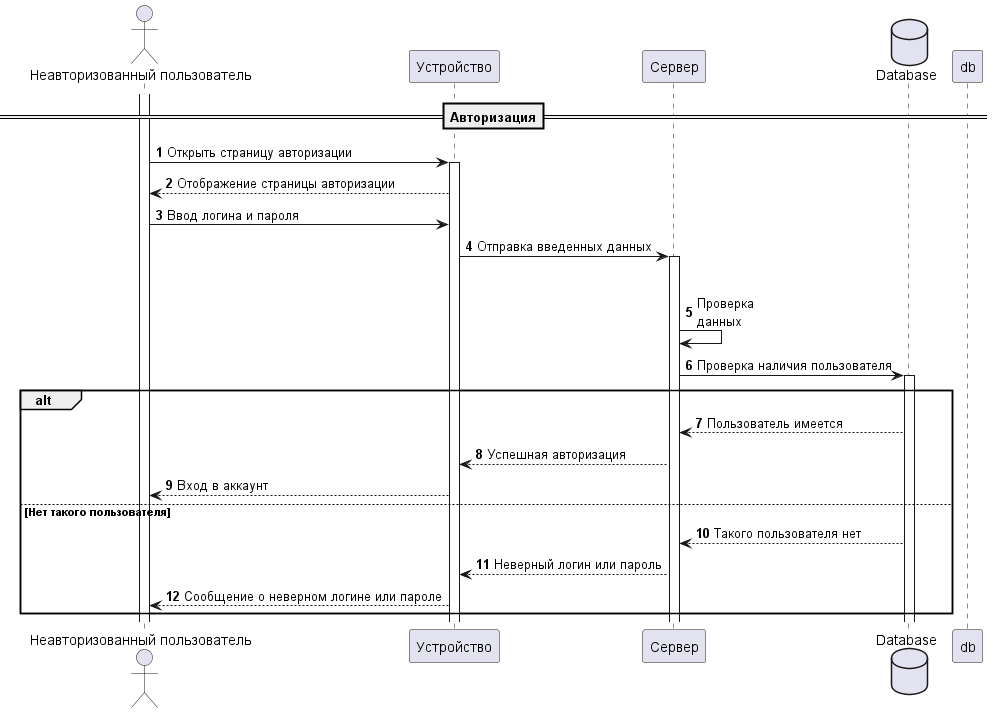 Неавторизованный пользователь
Устройство
Сервер
Database
db
Авторизация
1 Открыть страницу авторизации
2 Отображение страницы авторизации
3 Ввод логина и пароля
4 Отправка введенных данных
5 Проверка
данных
6 Проверка наличия пользователя
alt
7 Пользователь имеется
8 Успешная авторизация
9 Вход в аккаунт
[Нет такого пользователя]
10 Такого пользователя нет
11 Неверный логин или пароль
12 Сообщение о неверном логине или пароле
Неавторизованный пользователь
Устройство
Сервер
Database
db